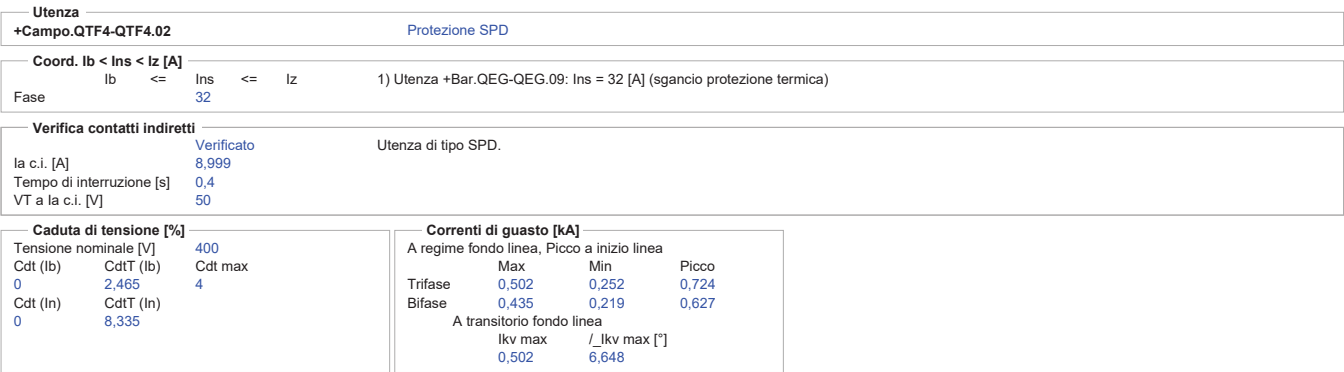 Utenza
+Campo.QTF4-QTF4.02 Protezione SPD
Coord. Ib < Ins < Iz [A]
Ib <= Ins <= Iz 1) Utenza +Bar.QEG-QEG.09: Ins = 32 [A] (sgancio protezione termica)
Fase 32
Verifica contatti indiretti
Verificato Utenza di tipo SPD.
Ia c.i. [A] 8,999
Tempo di interruzione [s] 0,4
VT a Ia c.i. [V] 50
Caduta di tensione [%]
Tensione nominale [V] 400
Cdt (Ib) CdtT (Ib) Cdt max
0 2,465 4
Cdt (In) CdtT (In)
0 8,335
Correnti di guasto [kA]
A regime fondo linea, Picco a inizio linea
Max Min Picco
Trifase 0,502 0,252 0,724
Bifase 0,435 0,219 0,627
A transitorio fondo linea
Ikv max /_Ikv max [°]
0,502 6,648